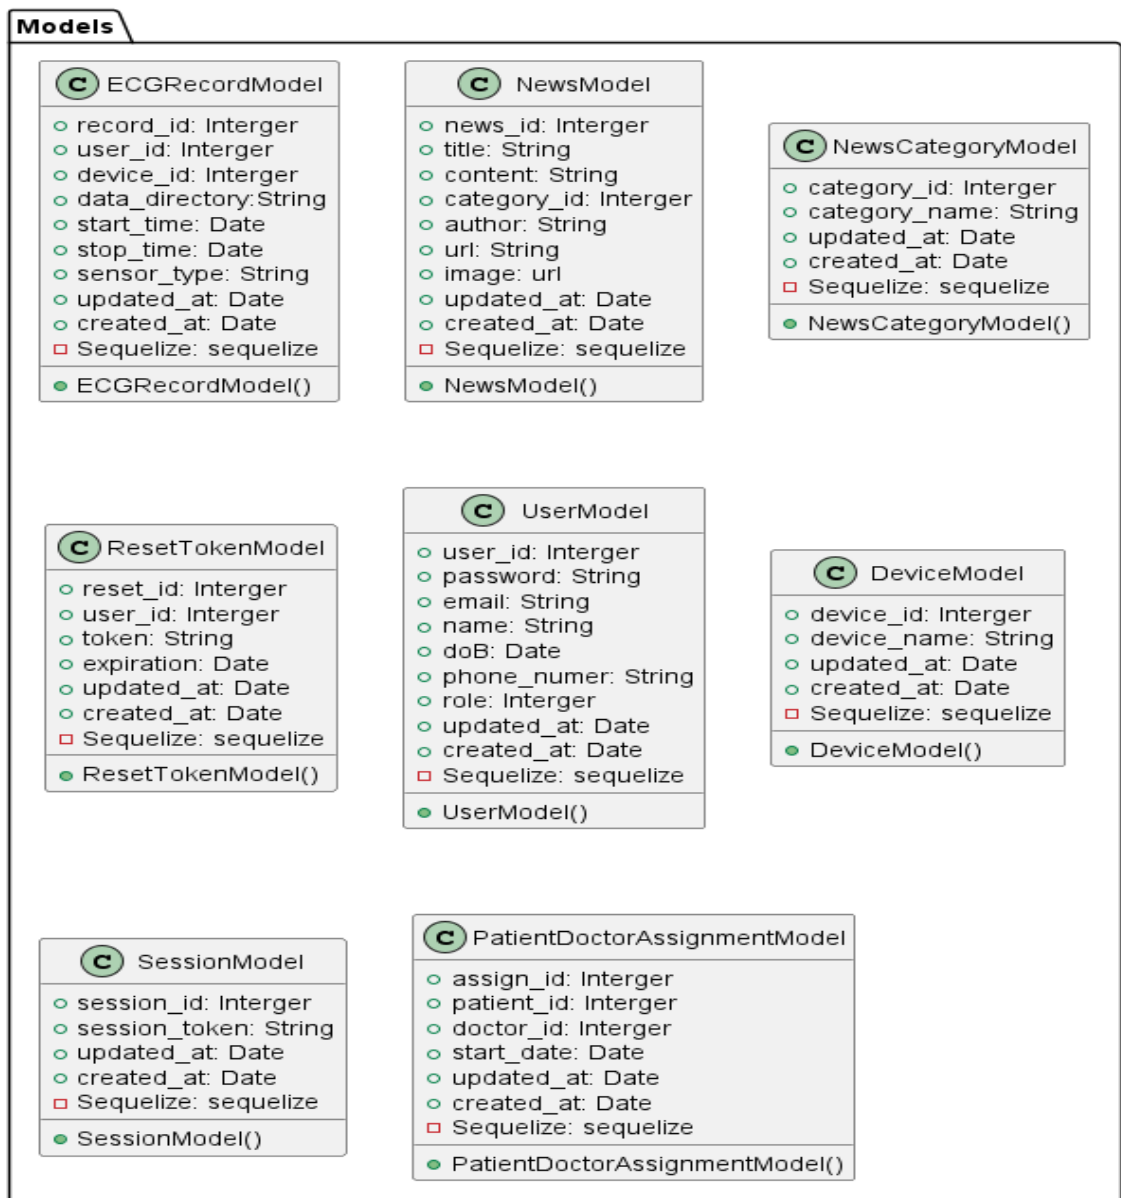 Models
C ECGRecordModel
record_id: Interger
user_id: Interger
device_id: Interger
data_directory:String
start_time: Date
stop_time: Date
sensor_type: String
updated_at: Date
created_at: Date
Sequelize: sequelize
ECGRecordModel()
C NewsModel
news_id: Interger
title: String
content: String
category_id: Interger
author: String
url: String
image: url
updated_at: Date
created_at: Date
Sequelize: sequelize
NewsModel()
C NewsCategoryModel
category_id: Interger
category_name: String
updated_at: Date
created_at: Date
Sequelize: sequelize
NewsCategoryModel()
C ResetTokenModel
reset_id: Interger
user_id: Interger
token: String
expiration: Date
updated_at: Date
created_at: Date
Sequelize: sequelize
ResetTokenModel()
C UserModel
user_id: Interger
password: String
email: String
name: String
doB: Date
phone_numer: String
role: Interger
updated_at: Date
created_at: Date
Sequelize: sequelize
UserModel()
C DeviceModel
device_id: Interger
device_name: String
updated_at: Date
created_at: Date
Sequelize: sequelize
DeviceModel()
C SessionModel
session_id: Interger
session_token: String
updated_at: Date
created_at: Date
Sequelize: sequelize
SessionModel()
C PatientDoctorAssignmentModel
assign_id: Interger
patient_id: Interger
doctor_id: Interger
start_date: Date
updated_at: Date
created_at: Date
Sequelize: sequelize
PatientDoctorAssignmentModel()